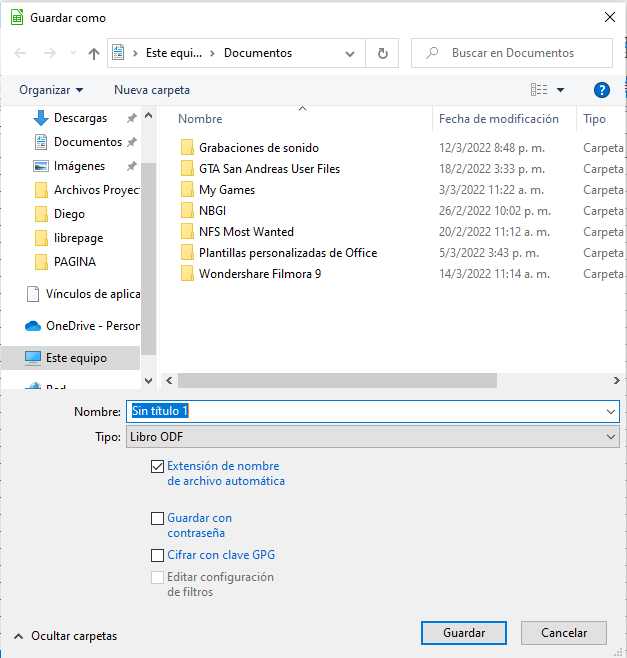 Guardar como
Este equi... Documentos
Buscar en Documentos
Organizar Nueva carpeta
Descargas
Documentos
Imágenes
Archivos Proyec
Diego
librepage
PAGINA
Vínculos de aplica
OneDrive - Person
Este equipo
Red
Nombre Fecha de modificación Tipo
Grabaciones de sonido 12/3/2022 8:48 p. m. Carpeta
GTA San Andreas User Files 18/2/2022 3:33 p. m. Carpeta
My Games 3/3/2022 11:22 a. m. Carpeta
NBGI 26/2/2022 10:02 p. m. Carpeta
NFS Most Wanted 20/2/2022 11:12 a. m. Carpeta
Plantillas personalizadas de Office 5/3/2022 3:43 p. m. Carpeta
Wondershare Filmora 9 14/3/2022 11:14 a. m. Carpeta
Nombre: Sin título 1
Tipo: Libro ODF
Extensión de nombre
de archivo automática
Guardar con
contraseña
Cifrar con clave GPG
Editar configuración
de filtros
Ocultar carpetas Guardar Cancelar